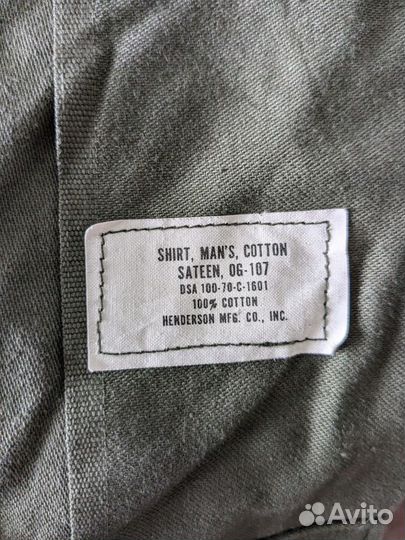 SHIRT, MAN'S, COTTON
SATEEN, OG-107
DSA 100-70-C-1601
100% COTTON
HENDERSON MFG. CO., INC.
Avito